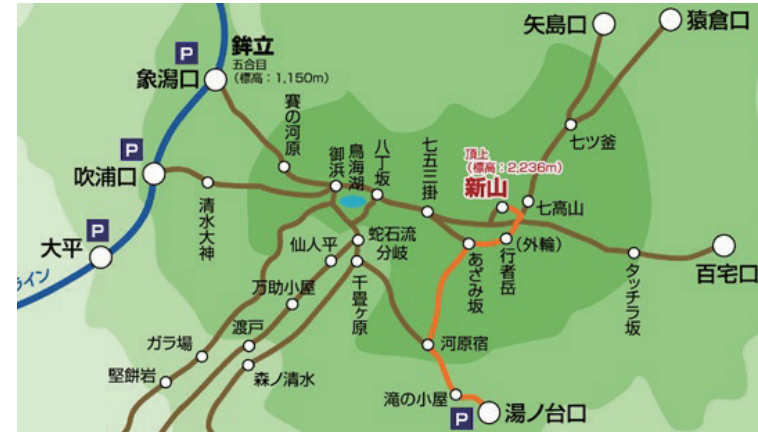 矢島口
猿倉口
P
鉾立
五合目
(標高：1,150m)
象潟口
賽の河原
P
吹浦口
御浜
鳥海湖
八丁坂
七五三掛
頂上
(標高：2,236m)
新山
七ツ釜
七高山
清水大神
P
大平
仙人平
蛇石流
分岐
あざみ坂
行者岳
(外輪)
タッチラ坂
百宅口
ライン
万助小屋
千畳ヶ原
渡戸
ガラ場
河原宿
堅餅岩
森ノ清水
滝の小屋
P
湯ノ台口